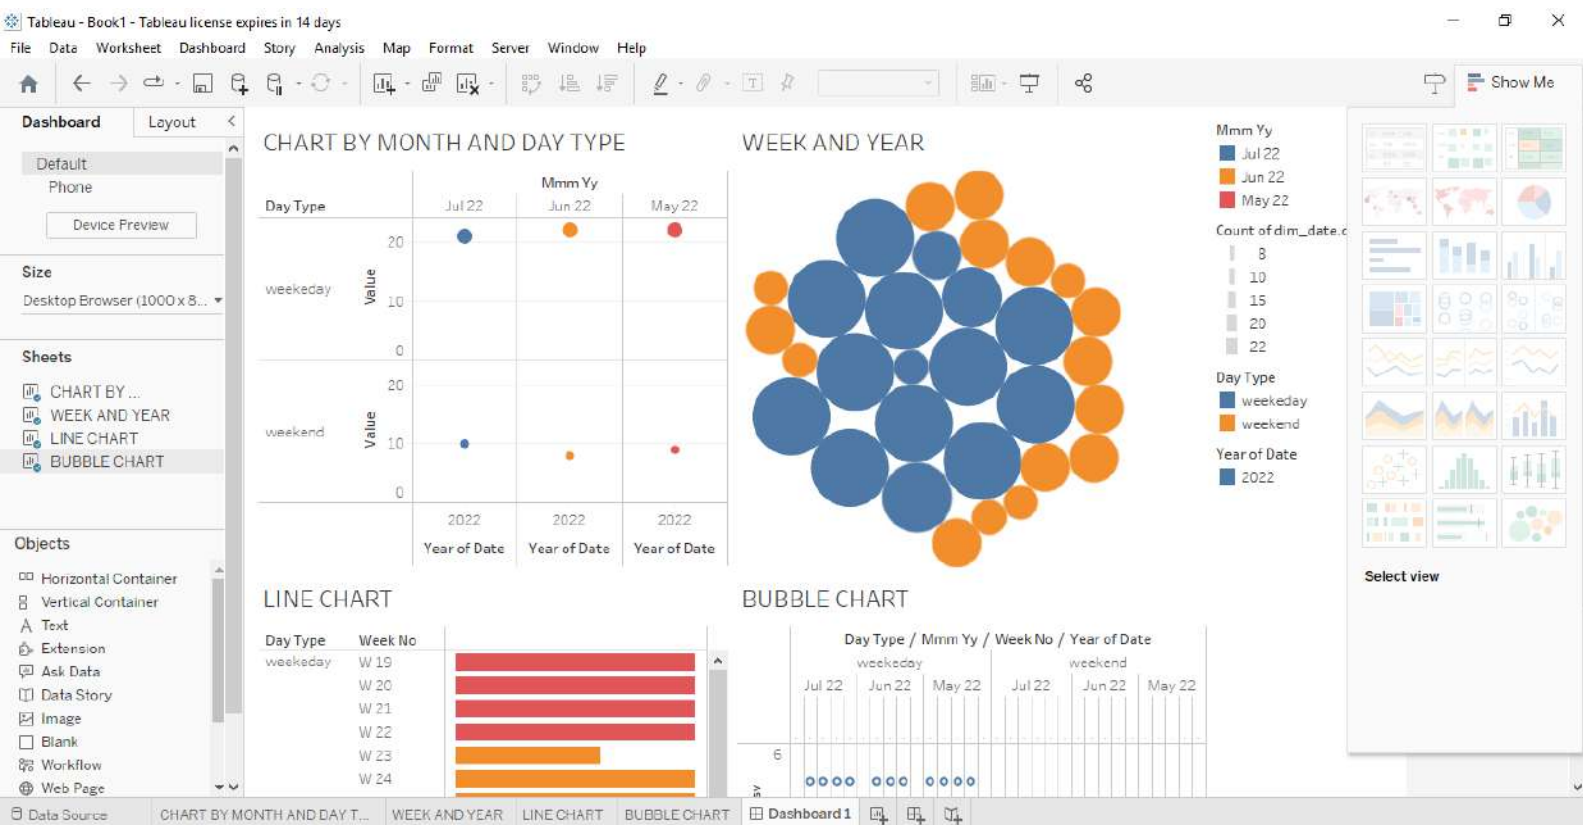 Tableau - Book1 - Tableau license expires in 14 days
File Data Worksheet Dashboard Story Analysis Map Format Server Window Help
Show Me
Dashboard Layout
Default
Phone
Device Preview
Size
Desktop Browser (1000 x 8...
Sheets
CHART BY ...
WEEK AND YEAR
LINE CHART
BUBBLE CHART
Objects
Horizontal Container
Vertical Container
Text
Extension
Ask Data
Data Story
Image
Blank
Workflow
Web Page
CHART BY MONTH AND DAY TYPE
Mmm Yy
Day Type Jul 22 Jun 22 May 22
weekeday
Value
20
10
0
weekend
Value
20
10
0
2022 2022 2022
Year of Date Year of Date Year of Date
WEEK AND YEAR
Mmm Yy
Jul 22
Jun 22
May 22
Count of dim_date.c
8
10
15
20
22
Day Type
weekeday
weekend
Year of Date
2022
Select view
LINE CHART
Day Type Week No
weekeday W 19
W 20
W 21
W 22
W 23
W 24
BUBBLE CHART
Day Type / Mmm Yy / Week No / Year of Date
weekeday weekend
Jul 22 Jun 22 May 22 Jul 22 Jun 22 May 22
6
Data Source CHART BY MONTH AND DAY T... WEEK AND YEAR LINE CHART BUBBLE CHART Dashboard 1